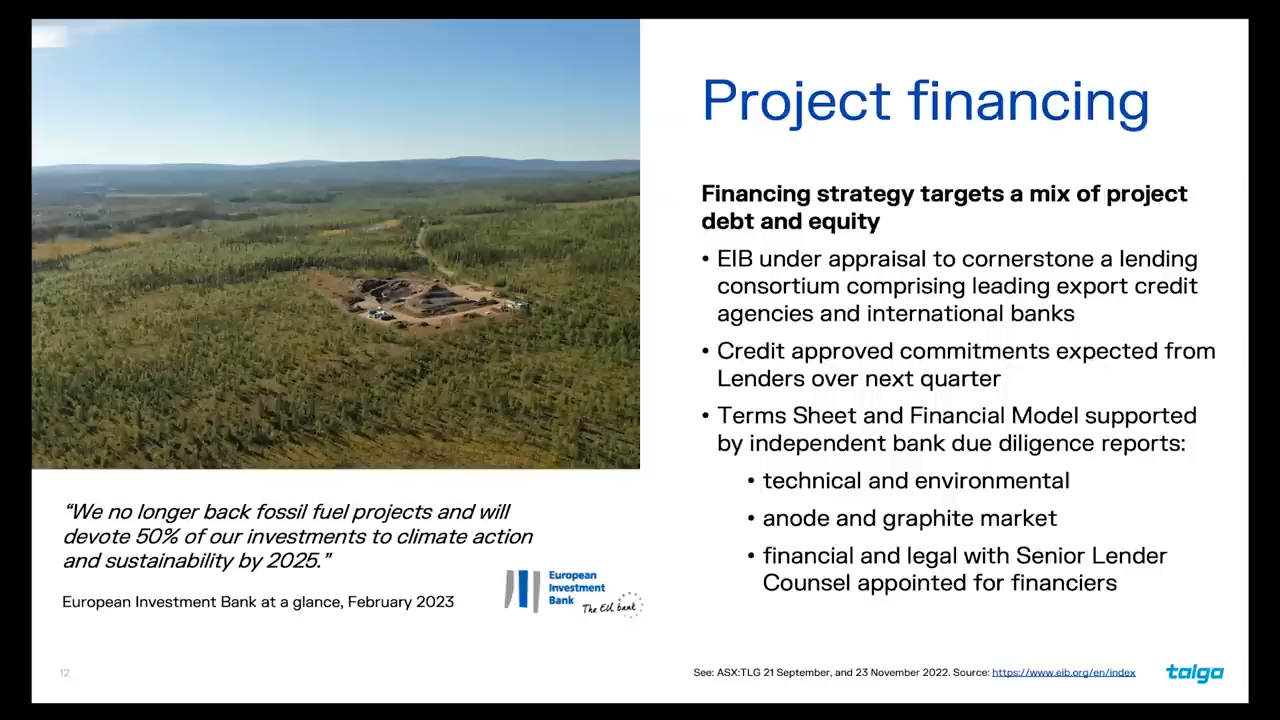 Project financing
Financing strategy targets a mix of project
debt and equity
• EIB under appraisal to cornerstone a lending
consortium comprising leading export credit
agencies and international banks
• Credit approved commitments expected from
Lenders over next quarter
• Terms Sheet and Financial Model supported
by independent bank due diligence reports:
• technical and environmental
• anode and graphite market
• financial and legal with Senior Lender
Counsel appointed for financiers
“We no longer back fossil fuel projects and will
devote 50% of our investments to climate action
and sustainability by 2025.”
European Investment Bank at a glance, February 2023
European
Investment
Bank
The EU bank
12
See: ASX:TLG 21 September, and 23 November 2022. Source: https://www.eib.org/en/index
talga